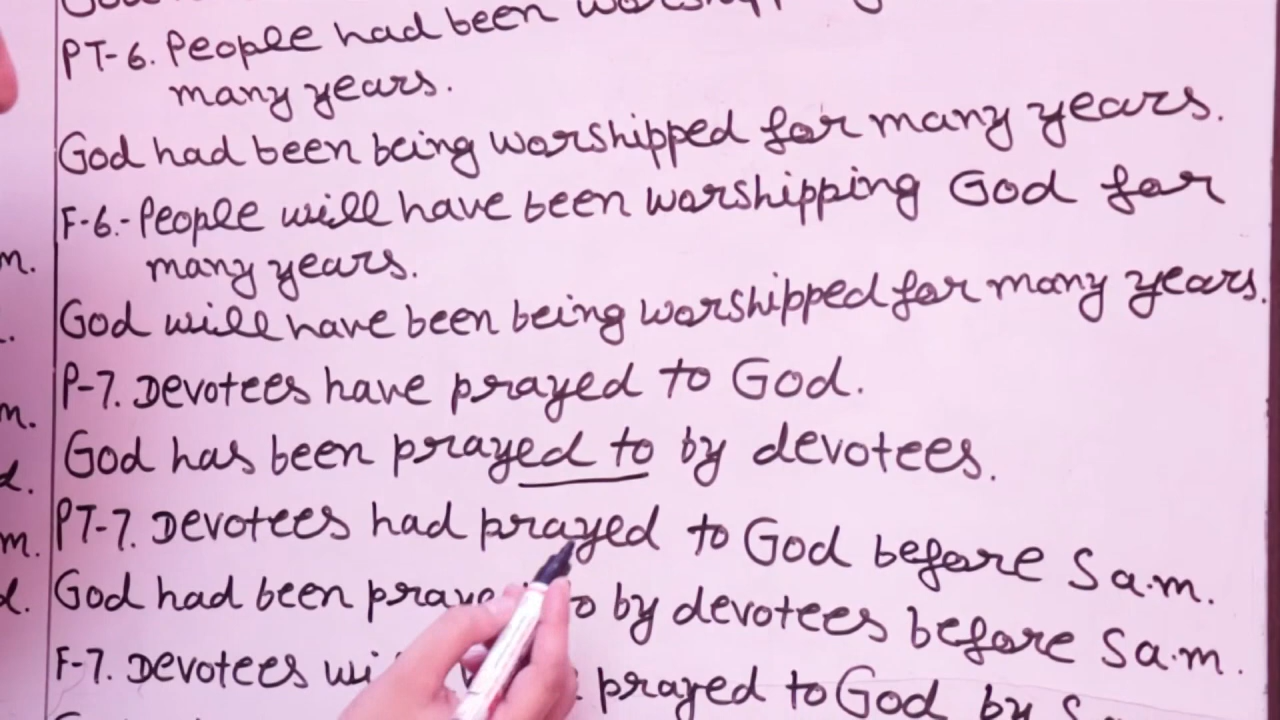 PT-6. People had been worshipping
many years.
God had been being worshipped for many years.
F-6.- People will have been worshipping God for
many years.
God will have been being worshipped for many years.
P-7. Devotees have prayed to God.
God has been prayed to by devotees.
PT-7. Devotees had prayed to God before 5 a.m.
God had been to by devotees before 5 a.m.
F-7. Devotees prayed to God by
m.
m.
d.
m.
d.